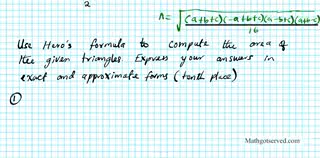 2
A = √((a+b+c)(-a+b+c)(a-b+c)(a+b-c)
16
Use Hero's formula to compute the area of
the given triangles. Express your answers in
exact and approximate forms (tenth place)
①
Mathgotserved.com